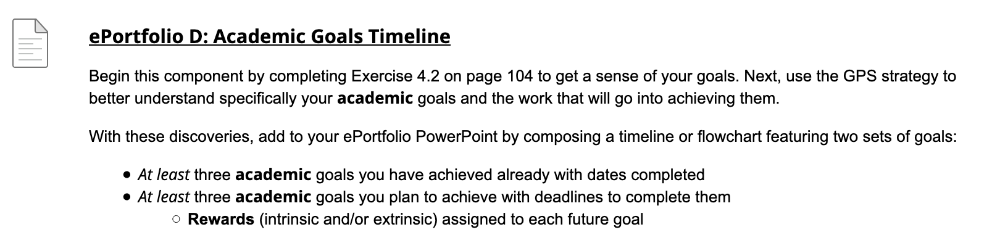 ePortfolio D: Academic Goals Timeline
Begin this component by completing Exercise 4.2 on page 104 to get a sense of your goals. Next, use the GPS strategy to
better understand specifically your academic goals and the work that will go into achieving them.
With these discoveries, add to your ePortfolio PowerPoint by composing a timeline or flowchart featuring two sets of goals:
• At least three academic goals you have achieved already with dates completed
• At least three academic goals you plan to achieve with deadlines to complete them
○ Rewards (intrinsic and/or extrinsic) assigned to each future goal